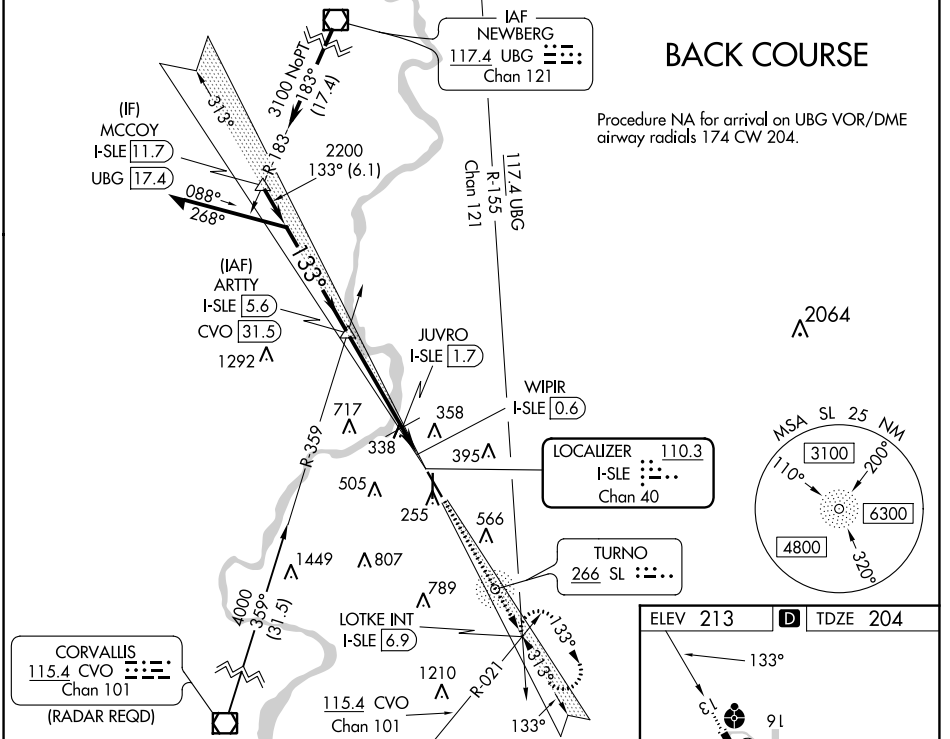 BACK COURSE
Procedure NA for arrival on UBG VOR/DME
airway radials 174 CW 204.
IAF
NEWBERG
117.4 UBG
Chan 121
3100 NoPT
183°
(17.4)
R-183
313°
(IF)
MCCOY
I-SLE 11.7
UBG 17.4
2200
133° (6.1)
088°
268°
133°
117.4 UBG
R-155
Chan 121
(IAF)
ARTTY
I-SLE 5.6
CVO 31.5
1292
2064
JUVRO
I-SLE 1.7
WIPIR
I-SLE 0.6
717
338
358
395
LOCALIZER 110.3
I-SLE
Chan 40
R-359
505
255
566
MSA SL 25 NM
3100
110°
200°
6300
4800
320°
TURNO
266 SL
1449
807
789
LOTKE INT
I-SLE 6.9
133°
313°
4000
359°
(31.5)
CORVALLIS
115.4 CVO
Chan 101
(RADAR REQD)
1210
R-021
115.4 CVO
Chan 101
133°
ELEV 213
D
TDZE 204
133°
13
16